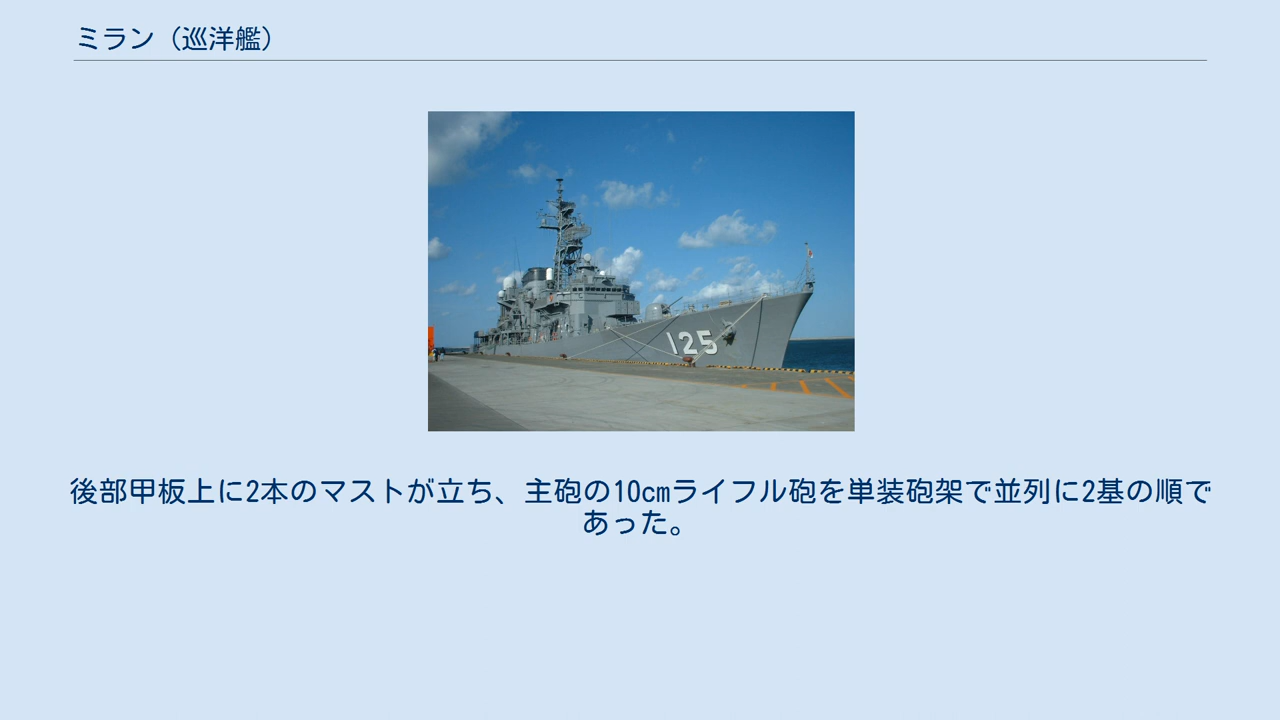 ミラン（巡洋艦）
125
後部甲板上に2本のマストが立ち、主砲の10cmライフル砲を単装砲架で並列に2基の順で
あった。